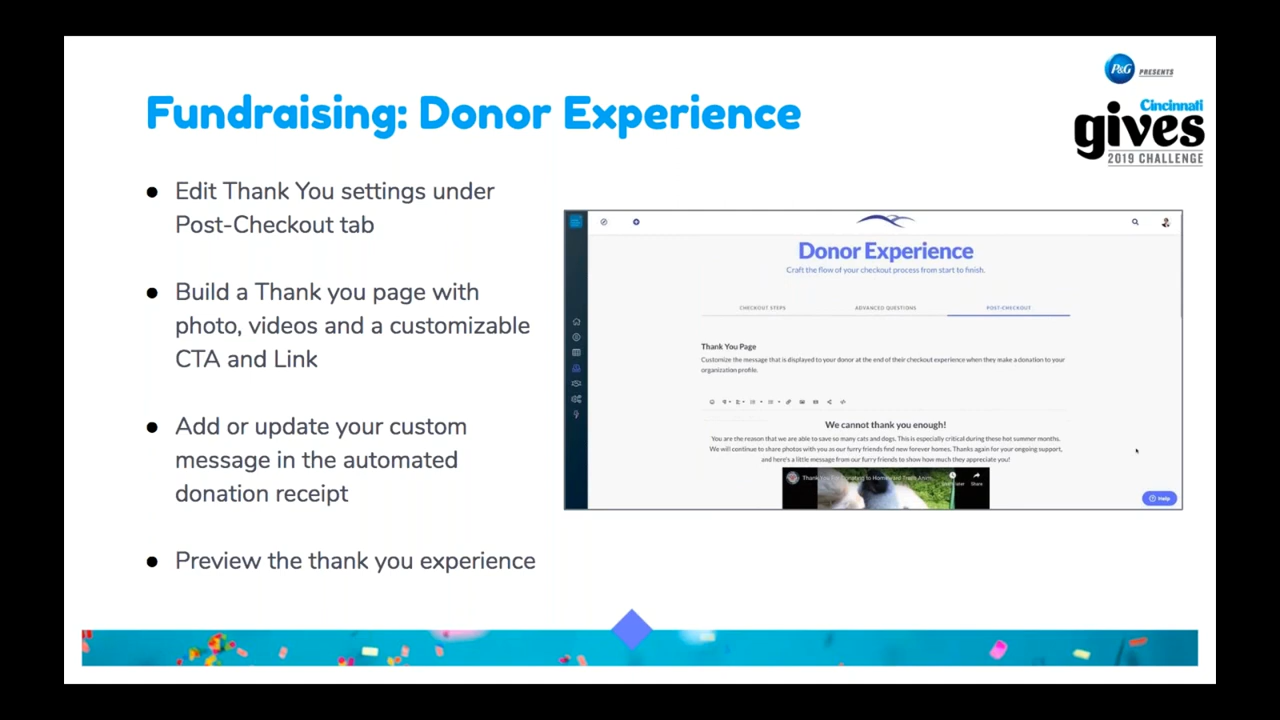 P&G PRESENTS
Cincinnati
gives
2019 CHALLENGE
Fundraising: Donor Experience
● Edit Thank You settings under
Post-Checkout tab
● Build a Thank you page with
photo, videos and a customizable
CTA and Link
● Add or update your custom
message in the automated
donation receipt
● Preview the thank you experience
Donor Experience
Craft the flow of your checkout process from start to finish.
CHECKOUT STEPS
ADVANCED QUESTIONS
POST-CHECKOUT
Thank You Page
Customize the message that is displayed to your donor at the end of their checkout experience when they make a donation to your
organization profile.
We cannot thank you enough!
You are the reason that we are able to save so many cats and dogs. This is especially critical during these hot summer months.
We will continue to share photos with you as our furry friends find new forever homes. Thanks again for your ongoing support,
and here's a little message from our furry friends to show how much they appreciate you!
Share
Help